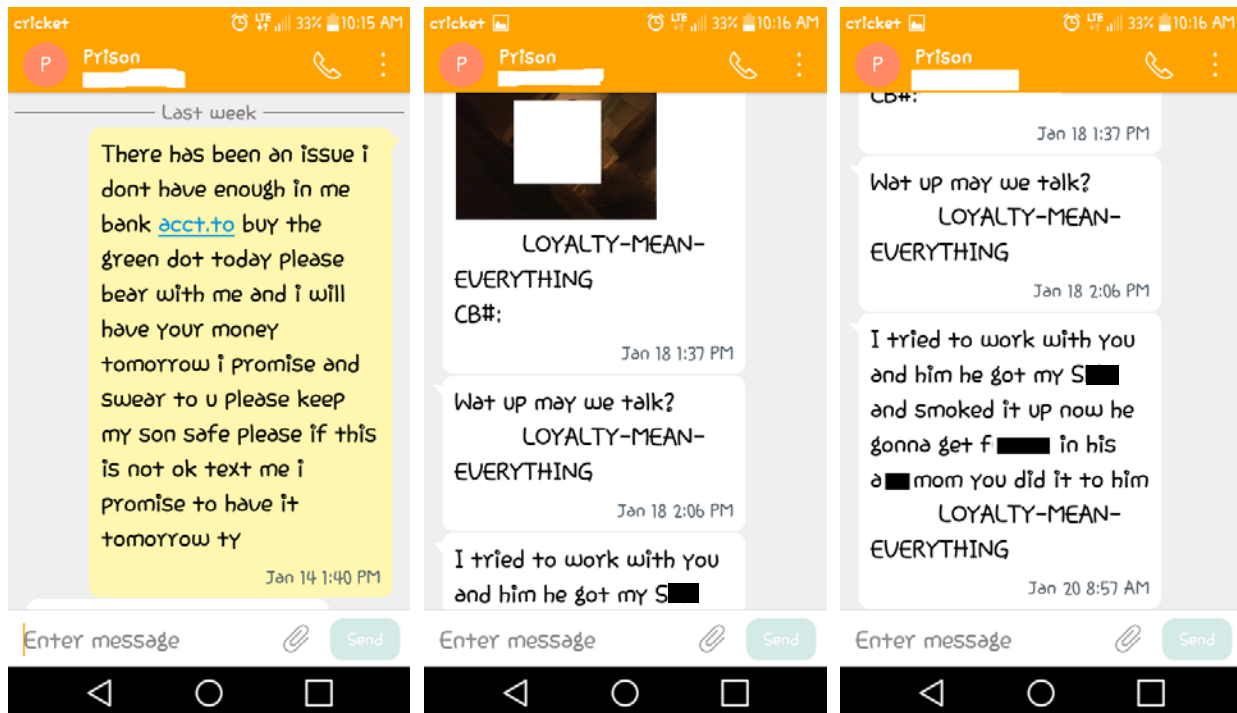 cricket
LTE
33%
10:15 AM
P
Prison
Last week
There has been an issue i
dont have enough in me
bank acct.to buy the
green dot today please
bear with me and i will
have your money
tomorrow i promise and
swear to u please keep
my son safe please if this
is not ok text me i
promise to have it
tomorrow ty
Jan 14 1:40 PM
Enter message
Send
cricket
LTE
33%
10:16 AM
P
Prison
LOYALTY-MEAN-
EVERYTHING
CB#:
Jan 18 1:37 PM
Wat up may we talk?
LOYALTY-MEAN-
EVERYTHING
Jan 18 2:06 PM
I tried to work with you
and him he got my S
Enter message
Send
cricket
LTE
33%
10:16 AM
P
Prison
CB#:
Jan 18 1:37 PM
Wat up may we talk?
LOYALTY-MEAN-
EVERYTHING
Jan 18 2:06 PM
I tried to work with you
and him he got my S
and smoked it up now he
gonna get f in his
a mom you did it to him
LOYALTY-MEAN-
EVERYTHING
Jan 20 8:57 AM
Enter message
Send